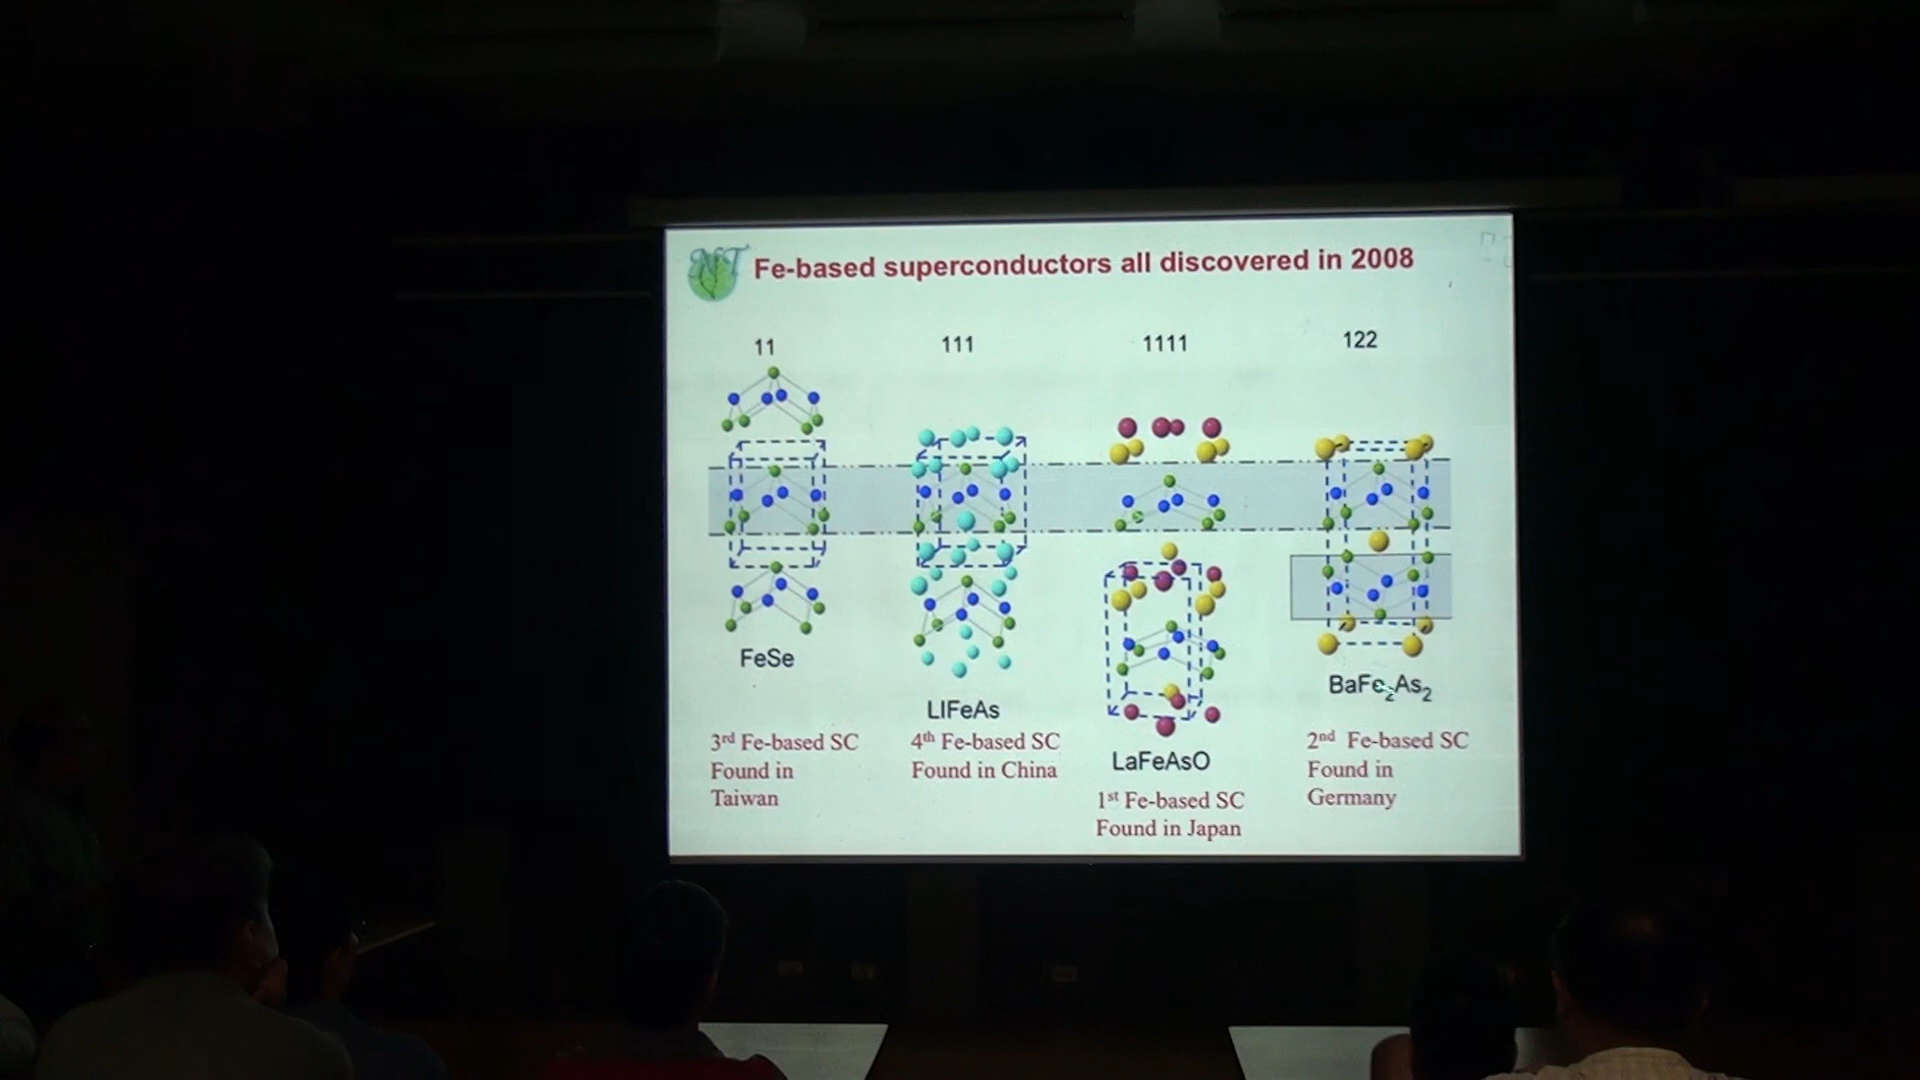 NT
Fe-based superconductors all discovered in 2008
11
111
1111
122
FeSe
LIFeAs
LaFeAsO
BaFe2As2
3rd Fe-based SC
Found in
Taiwan
4th Fe-based SC
Found in China
1st Fe-based SC
Found in Japan
2nd Fe-based SC
Found in
Germany